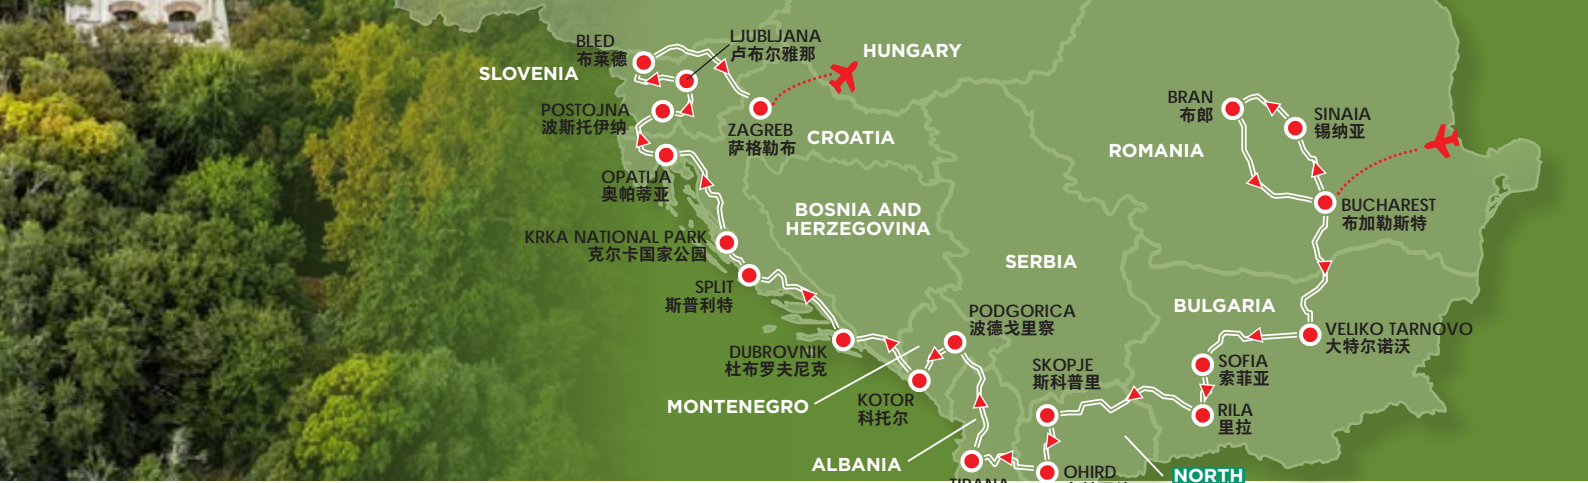 BLED
布莱德
LJUBLJANA
卢布尔雅那
HUNGARY
SLOVENIA
POSTOJNA
波斯托伊纳
ZAGREB
萨格勒布
CROATIA
OPATIJA
奥帕蒂亚
BRAN
布郎
SINAIA
锡纳亚
ROMANIA
BUCHAREST
布加勒斯特
BOSNIA AND
HERZEGOVINA
KRKA NATIONAL PARK
克尔卡国家公园
SERBIA
SPLIT
斯普利特
BULGARIA
PODGORICA
波德戈里察
VELIKO TARNOVO
大特尔诺沃
DUBROVNIK
杜布罗夫尼克
SKOPJE
斯科普里
SOFIA
索菲亚
MONTENEGRO
KOTOR
科托尔
RILA
里拉
ALBANIA
OHIRD
NORTH